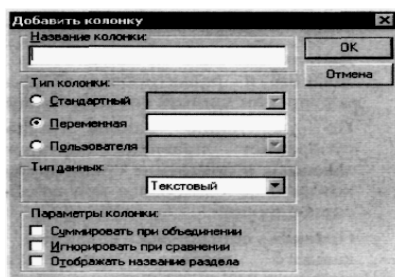 Добавить колонку
Название колонки:
OK
Отмена
Тип колонки:
Стандартный
Переменная
Пользователя
Тип данных:
Текстовый
Параметры колонки:
Суммировать при объединении
Игнорировать при сравнении
Отображать название раздела